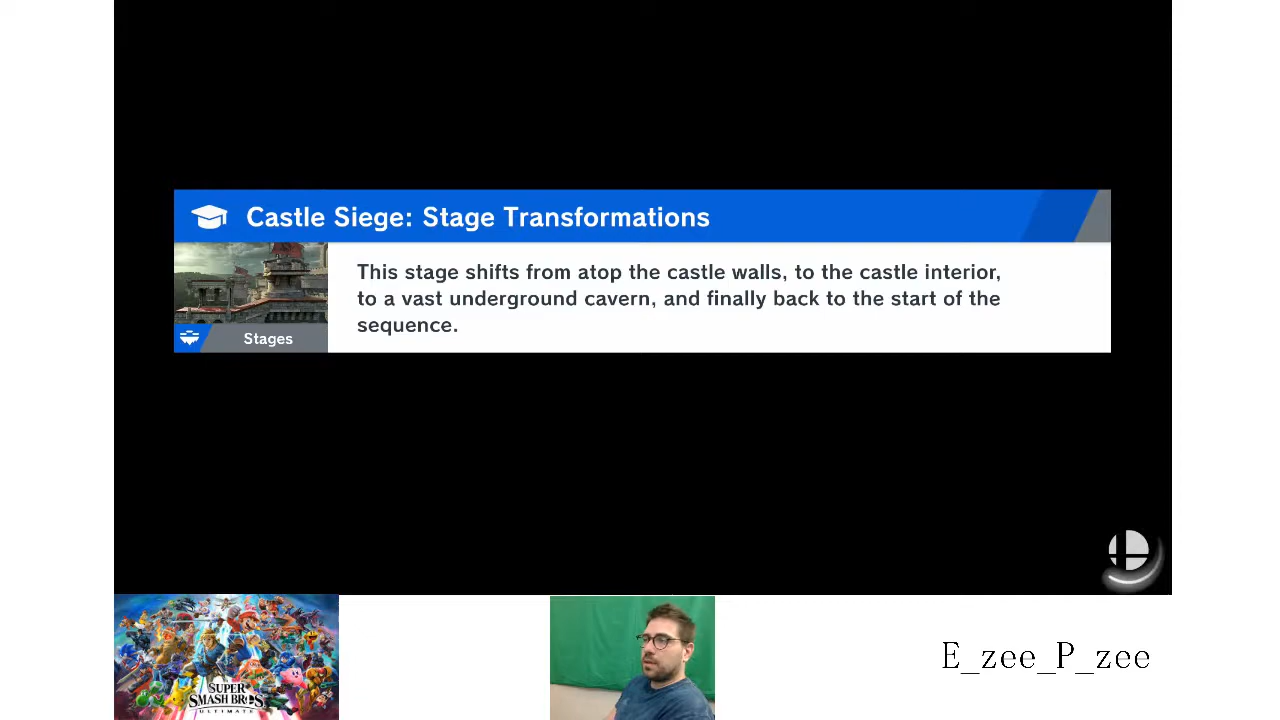 Castle Siege: Stage Transformations
This stage shifts from atop the castle walls, to the castle interior,
to a vast underground cavern, and finally back to the start of the
sequence.
Stages
SUPER
SMASH BROS.
ULTIMATE
E_zee_P_zee